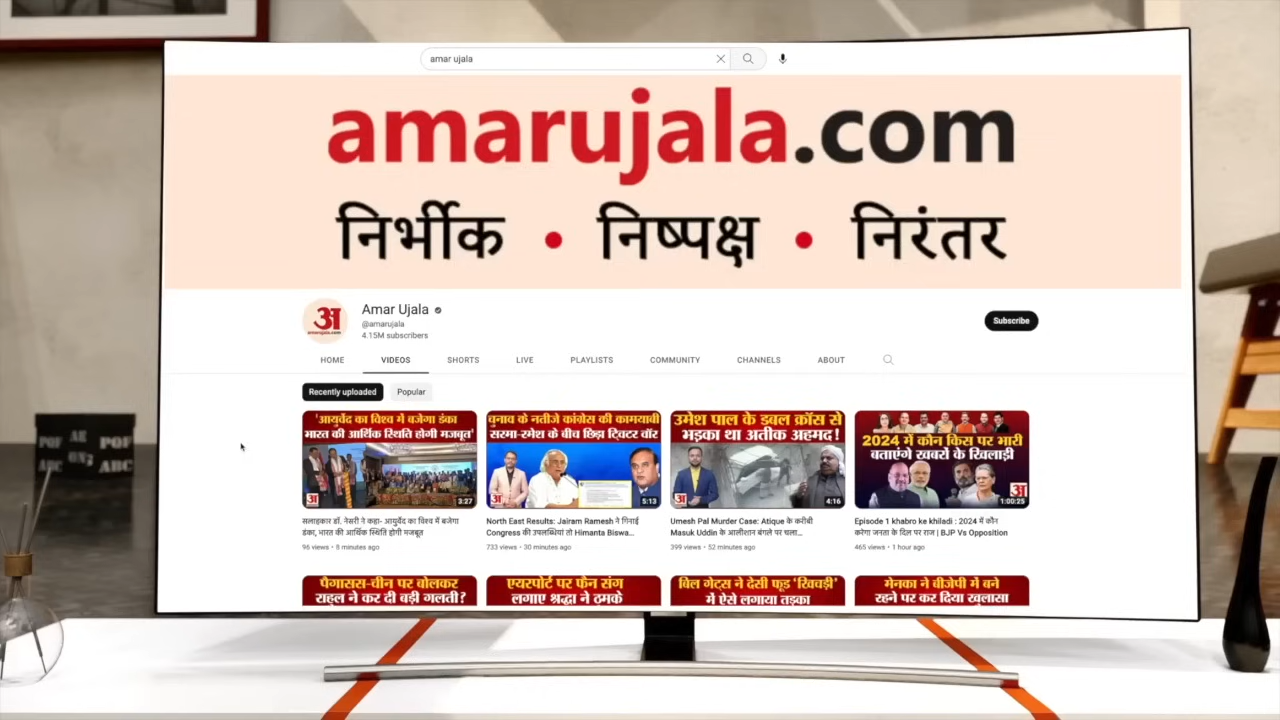 amar ujala
amarujala.com
निर्भीक • निष्पक्ष • निरंतर
अ
amarujala.com
Amar Ujala
@amarujala
4.15M subscribers
Subscribe
HOME VIDEOS SHORTS LIVE PLAYLISTS COMMUNITY CHANNELS ABOUT
Recently uploaded Popular
'आयुर्वेद का विश्व में बजेगा डंका
भारत की आर्थिक स्थिति होगी मजबूत'
अ
3:27
सलाहकार डॉ. नेसरी ने कहा- आयुर्वेद का विश्व में बजेगा
डंका, भारत की आर्थिक स्थिति होगी मजबूत
96 views • 8 minutes ago
चुनाव के नतीजे कांग्रेस की कामयाबी
सरमा-रमेश के बीच छिड़ा ट्विटर वॉर
अ
5:13
North East Results: Jairam Ramesh ने गिनाई
Congress की उपलब्धियां तो Himanta Biswa...
733 views • 30 minutes ago
उमेश पाल के डबल क्रॉस से
भड़का था अतीक अहमद!
अ
4:16
Umesh Pal Murder Case: Atique के करीबी
Masuk Uddin के आलीशान बंगले पर चला...
399 views • 52 minutes ago
2024 में कौन किस पर भारी
बताएंगे खबरों के खिलाड़ी
अ
1:00:25
Episode 1 khabro ke khiladi : 2024 में कौन
करेगा जनता के दिल पर राज | BJP Vs Opposition
465 views • 1 hour ago
पैगासस-चीन पर बोलकर
राहुल ने कर दी बड़ी गलती?
एयरपोर्ट पर फैन संग
लगाए श्रद्धा ने ठुमके
बिल गेट्स ने देसी फूड 'खिचड़ी'
में ऐसे लगाया तड़का
मेनका ने बीजेपी में बने
रहने पर कर दिया खुलासा
POF AE POF
ABC ABC